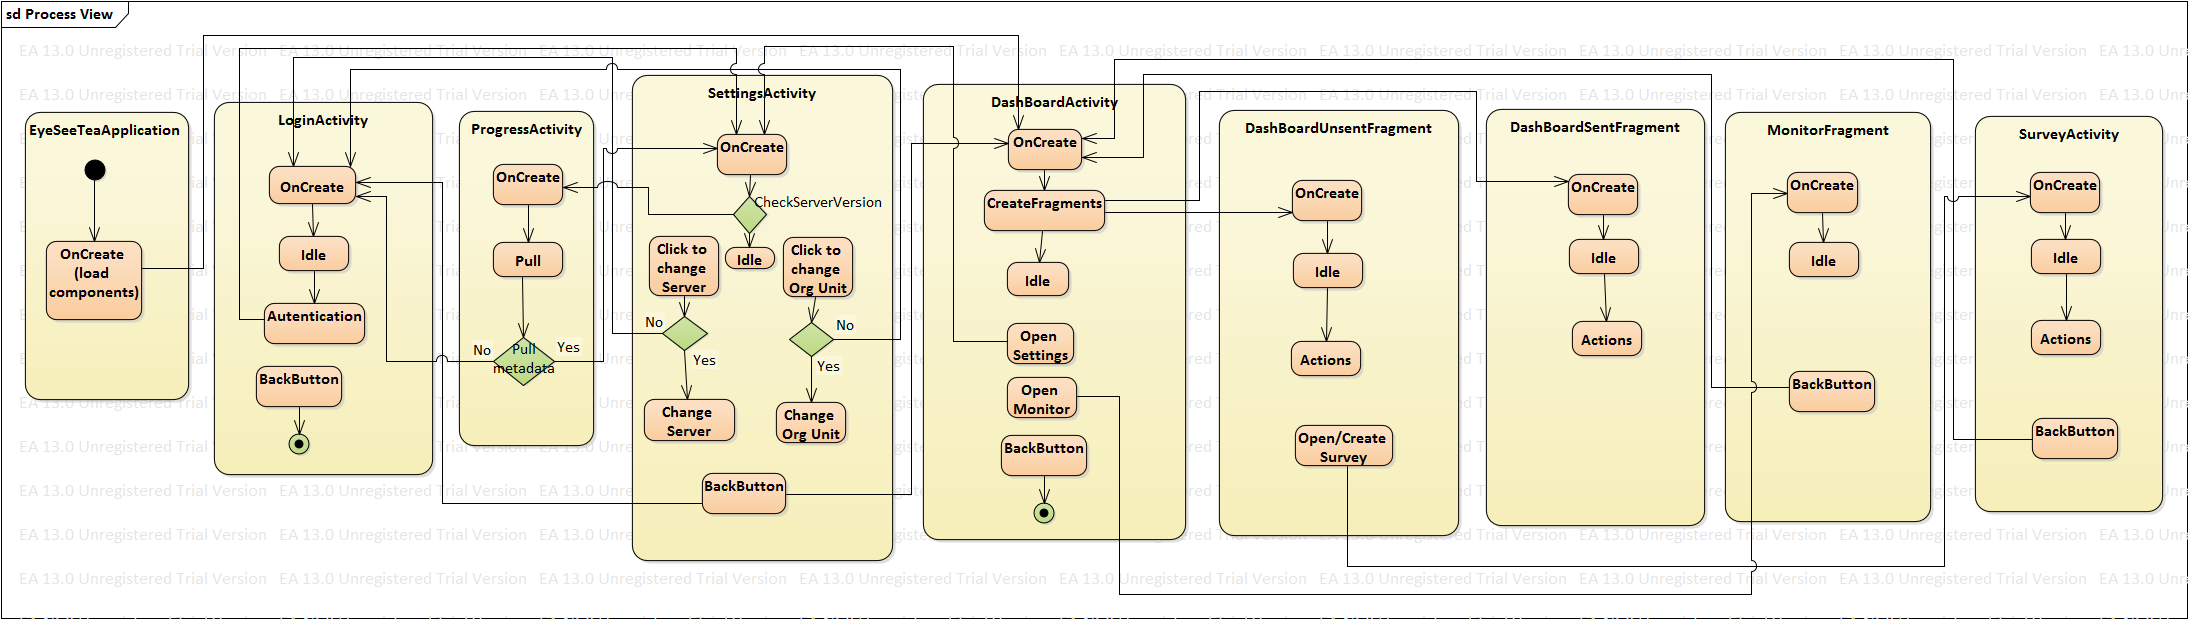 sd Process View
EyeSeeTeaApplication
OnCreate
(load
components)
LoginActivity
OnCreate
Idle
Autentication
BackButton
ProgressActivity
OnCreate
Pull
Pull
metadata
No
Yes
SettingsActivity
OnCreate
CheckServerVersion
Idle
Click to
change
Server
Click to
change
Org Unit
No
Yes
No
Yes
Change
Server
Change
Org Unit
BackButton
DashBoardActivity
OnCreate
CreateFragments
Idle
Open
Settings
Open
Monitor
BackButton
DashBoardUnsentFragment
OnCreate
Idle
Actions
Open/Create
Survey
DashBoardSentFragment
OnCreate
Idle
Actions
MonitorFragment
OnCreate
Idle
BackButton
SurveyActivity
OnCreate
Idle
Actions
BackButton
EA 13.0 Unregistered Trial Version